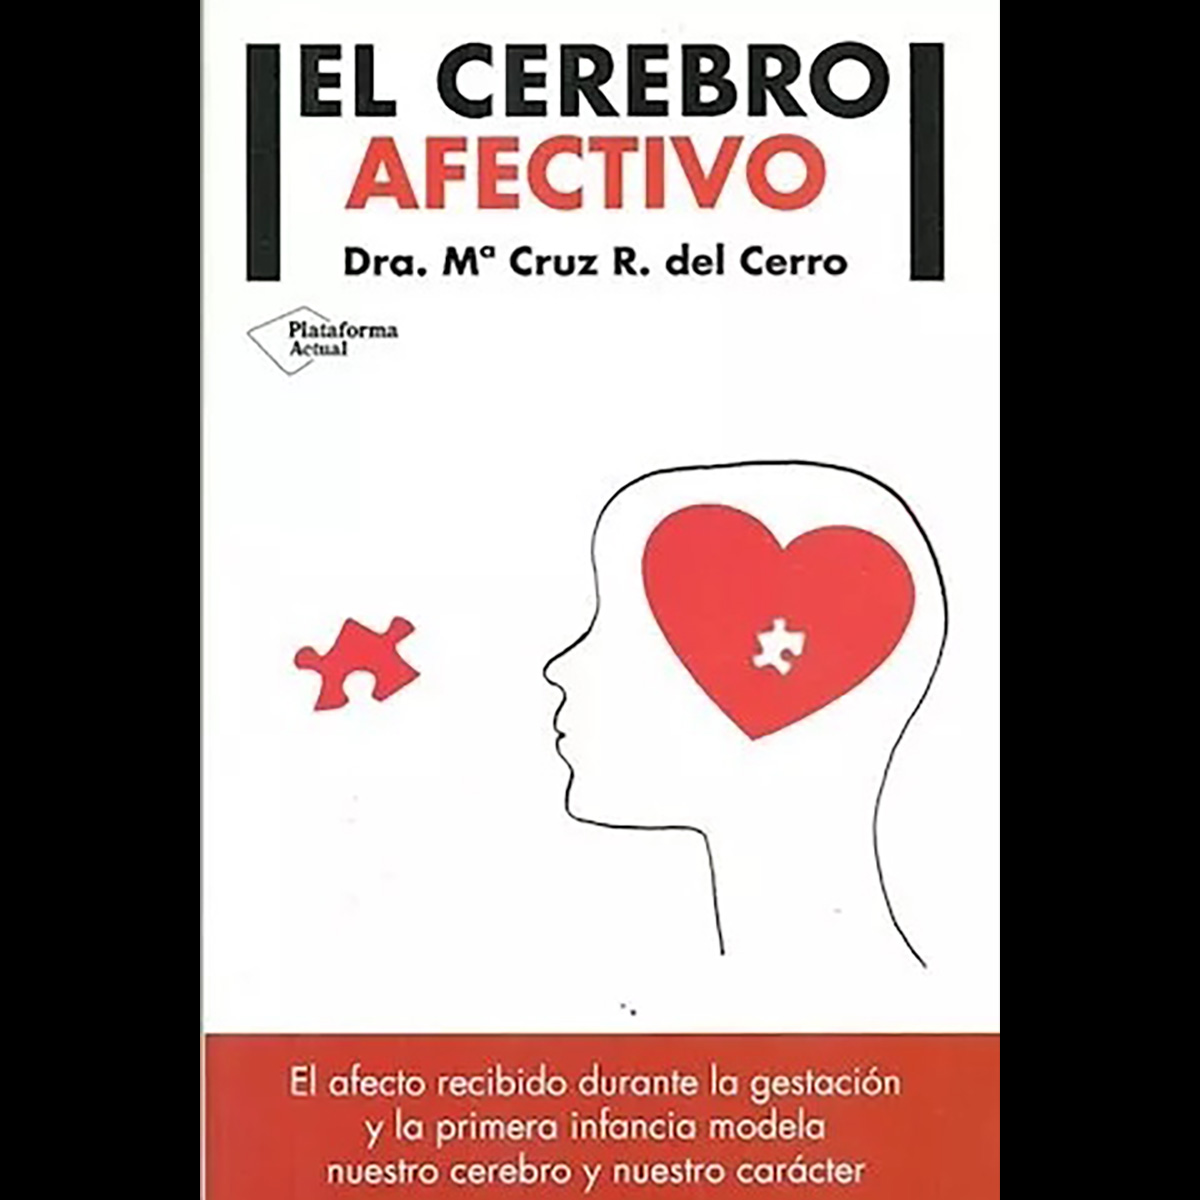 EL CEREBRO
AFECTIVO
Dra. Mª Cruz R. del Cerro
Plataforma
Actual
El afecto recibido durante la gestación
y la primera infancia modela
nuestro cerebro y nuestro carácter